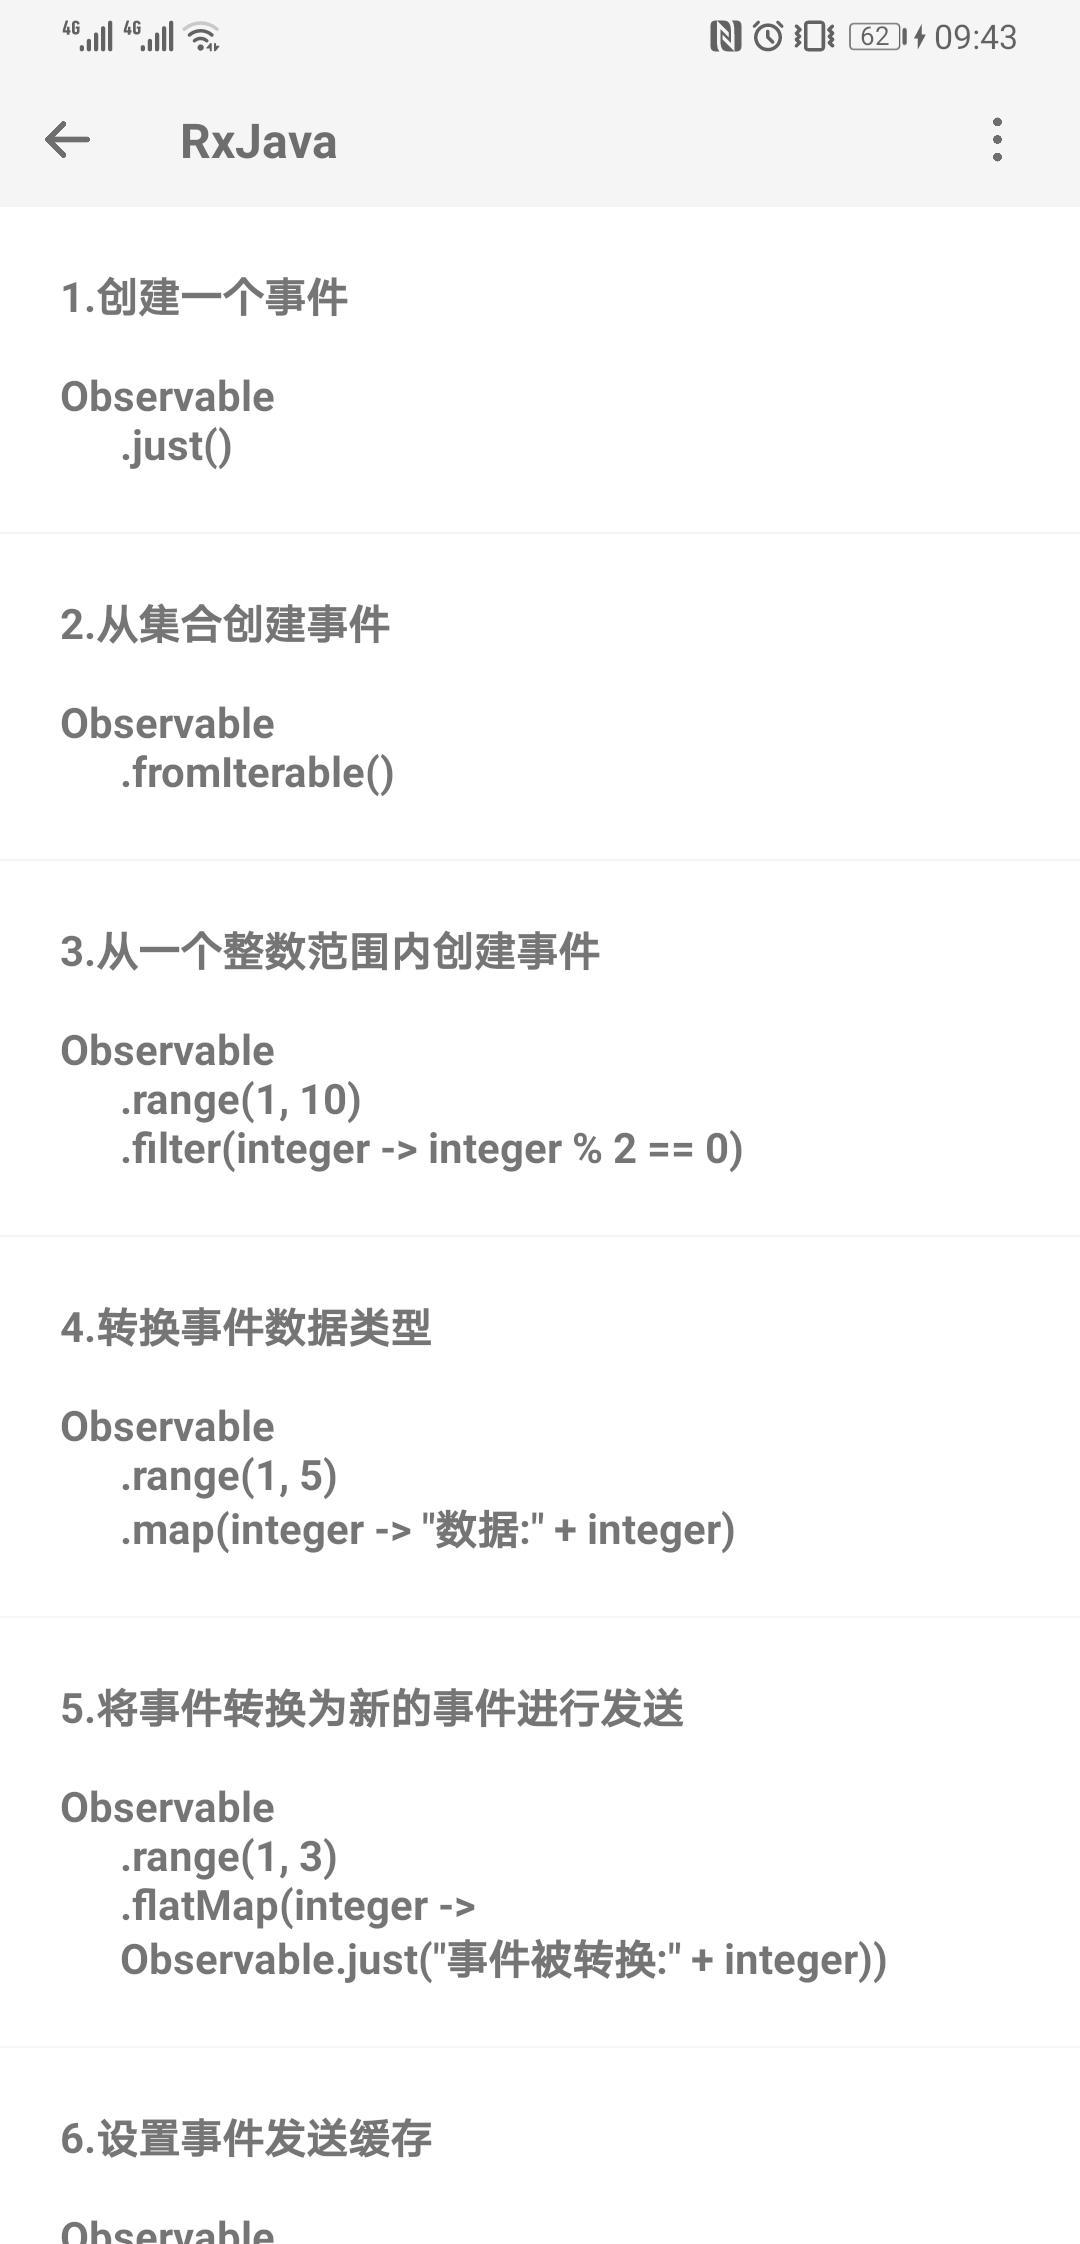 4G 4G 62 09:43
RxJava
1.创建一个事件
Observable
.just()
2.从集合创建事件
Observable
.fromIterable()
3.从一个整数范围内创建事件
Observable
.range(1, 10)
.filter(integer -> integer % 2 == 0)
4.转换事件数据类型
Observable
.range(1, 5)
.map(integer -> "数据:" + integer)
5.将事件转换为新的事件进行发送
Observable
.range(1, 3)
.flatMap(integer ->
Observable.just("事件被转换:" + integer))
6.设置事件发送缓存
Observable